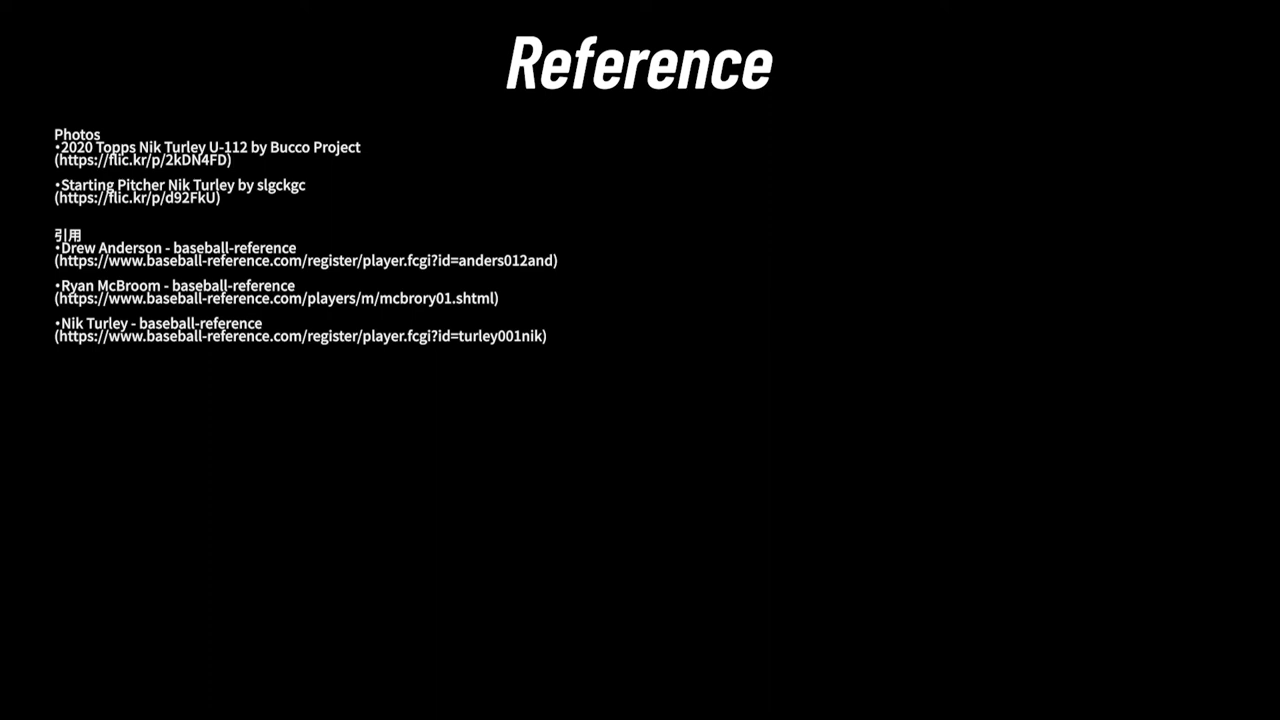 Reference
Photos
・2020 Topps Nik Turley U-112 by Bucco Project
(https://flic.kr/p/2kDN4FD)
・Starting Pitcher Nik Turley by slgckgc
(https://flic.kr/p/d92FkU)
引用
・Drew Anderson - baseball-reference
(https://www.baseball-reference.com/register/player.fcgi?id=anders012and)
・Ryan McBroom - baseball-reference
(https://www.baseball-reference.com/players/m/mcbrory01.shtml)
・Nik Turley - baseball-reference
(https://www.baseball-reference.com/register/player.fcgi?id=turley001nik)